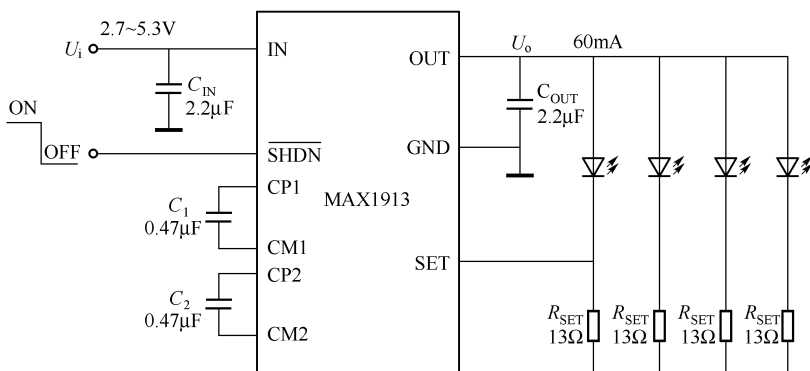 2.7~5.3V
Ui
IN
OUT
Uo
60mA
CIN
2.2μF
COUT
2.2μF
ON
OFF
SHDN
GND
CP1
C1
0.47μF
MAX1913
CM1
CP2
SET
C2
0.47μF
CM2
RSET
13Ω
RSET
13Ω
RSET
13Ω
RSET
13Ω